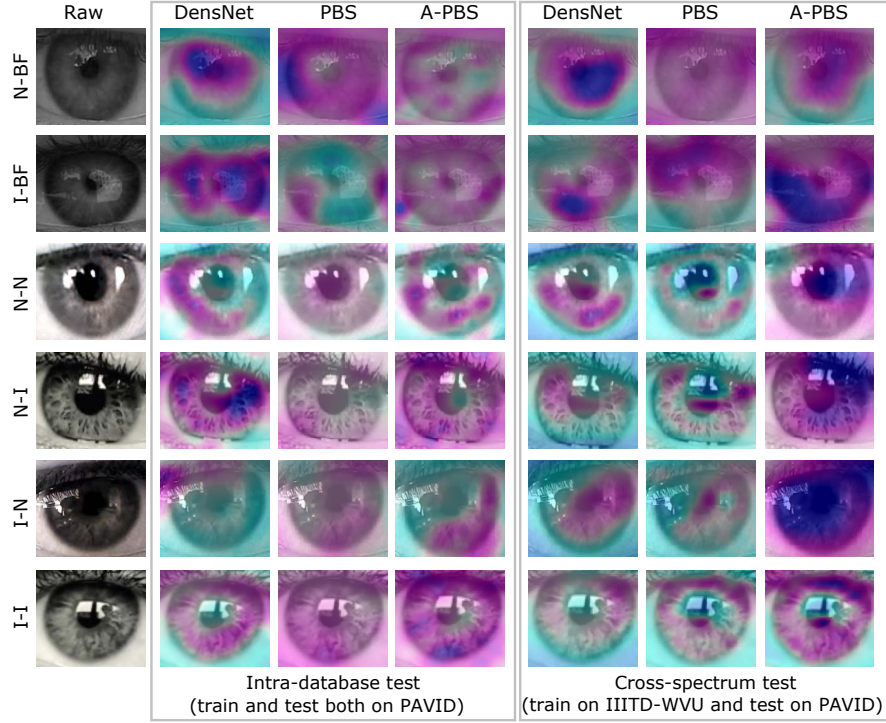 Raw DensNet PBS A-PBS DensNet PBS A-PBS
N-BF
I-BF
N-N
N-I
I-N
I-I
Intra-database test
(train and test both on PAVID)
Cross-spectrum test
(train on IIITD-WVU and test on PAVID)